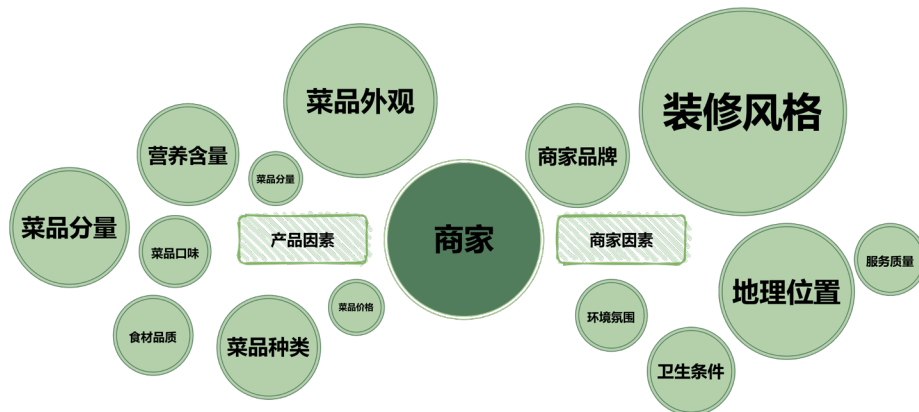 装修风格
菜品外观
商家品牌
营养含量
菜品分量
菜品分量
产品因素
商家
商家因素
菜品口味
服务质量
地理位置
菜品价格
环境氛围
食材品质
菜品种类
卫生条件